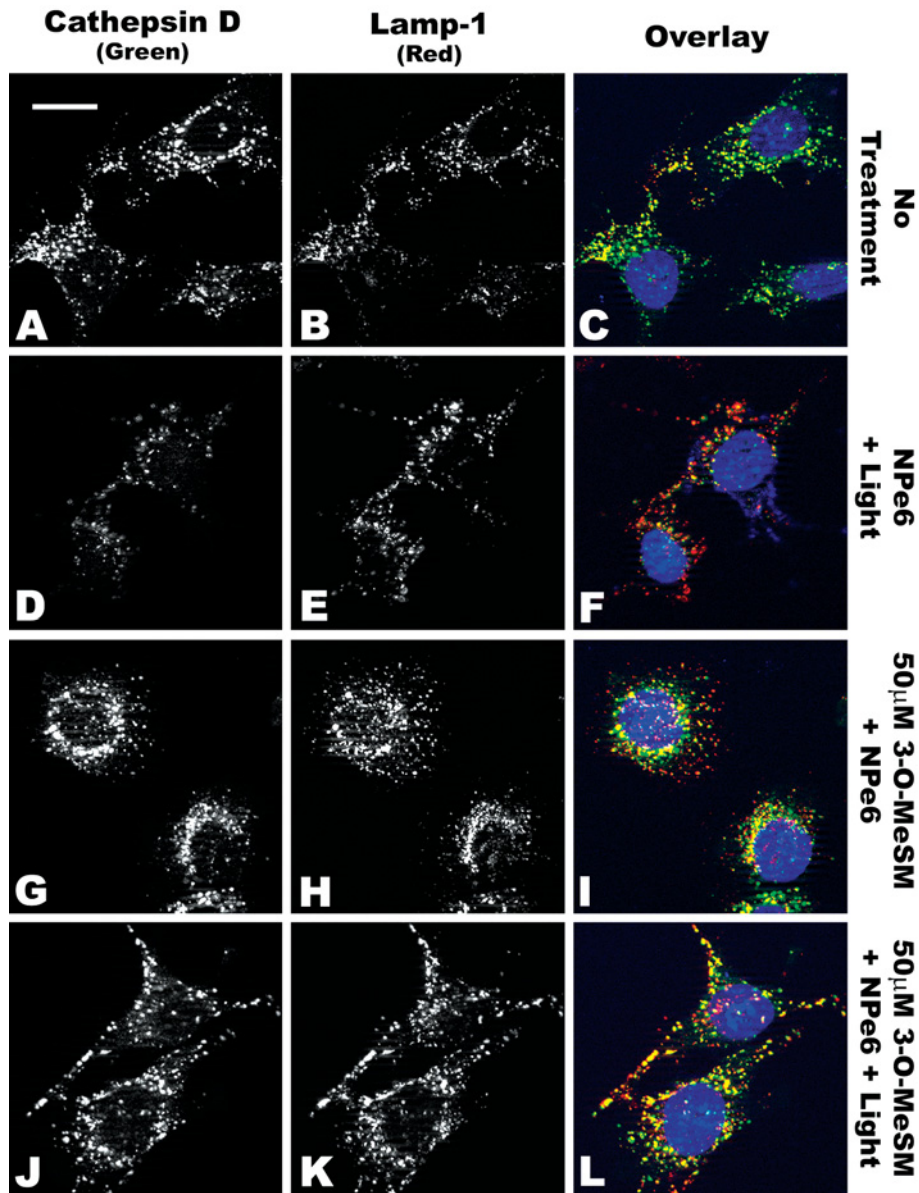 Cathepsin D
(Green)
Lamp-1
(Red)
Overlay
A
B
C
No
Treatment
D
E
F
NPe6
+ Light
G
H
I
50μM 3-O-MeSM
+ NPe6
J
K
L
50μM 3-O-MeSM
+ NPe6 + Light